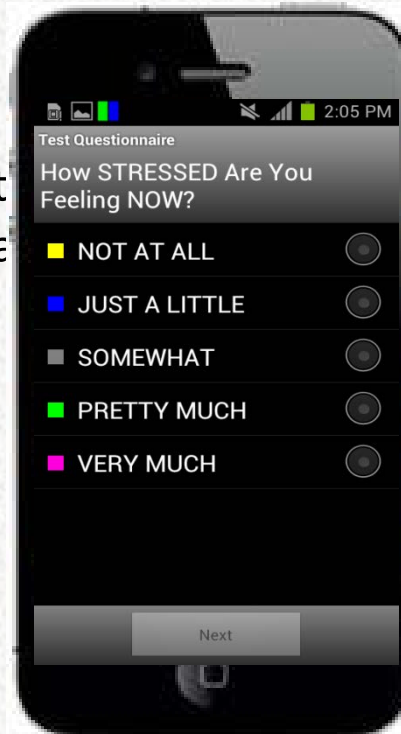 2:05 PM
Test Questionnaire
How STRESSED Are You
Feeling NOW?
NOT AT ALL
JUST A LITTLE
SOMEWHAT
PRETTY MUCH
VERY MUCH
Next